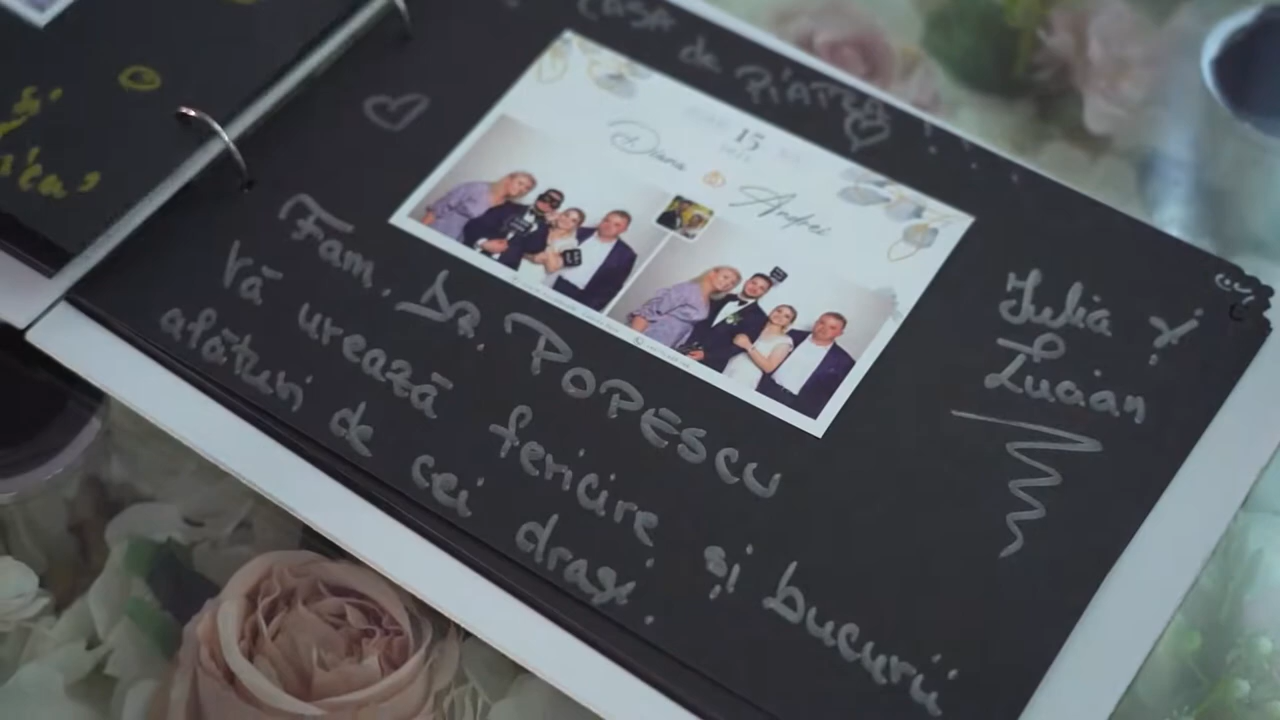 Casă de PIATRĂ!
15
Diana
Andrei
Fam. Dr. POPESCU
Vă urează fericire și bucurii
alături de cei dragi.
Iulia și
Lucian